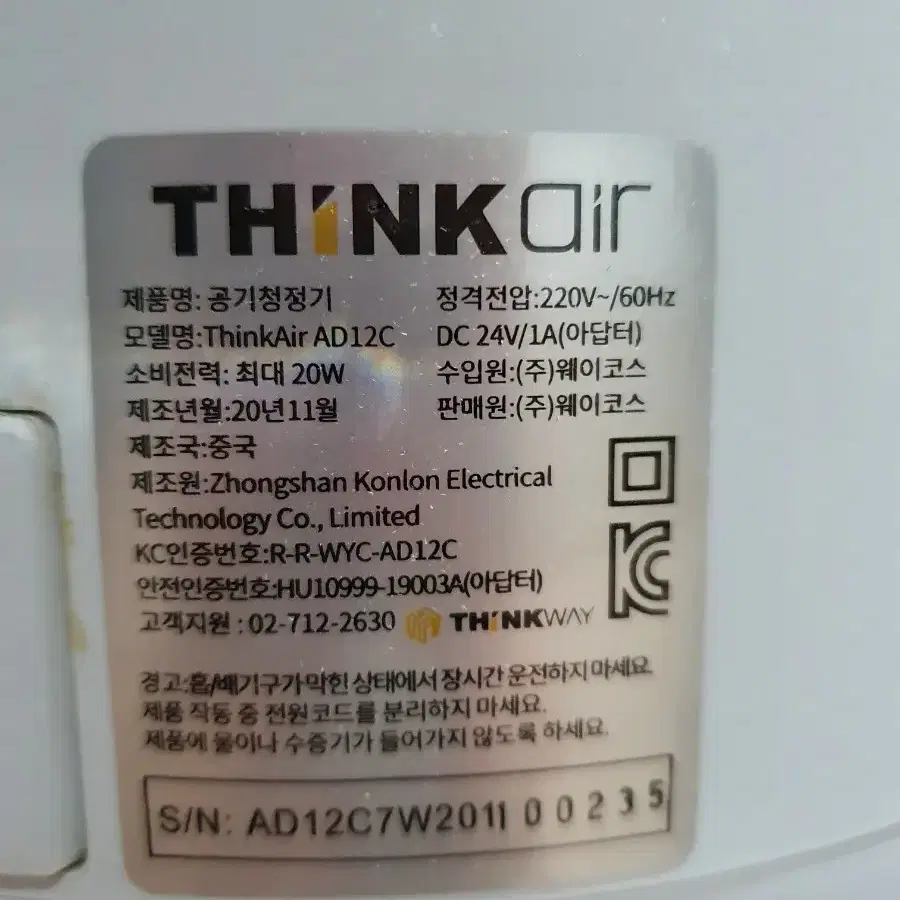 THiNKair
제품명: 공기청정기
모델명:ThinkAir AD12C
소비전력: 최대 20W
제조년월:20년11월
제조국:중국
제조원:Zhongshan Konlon Electrical
Technology Co., Limited
KC인증번호:R-R-WYC-AD12C
안전인증번호:HU10999-19003A(아답터)
고객지원 : 02-712-2630 THiNKWAY
정격전압:220V~/60Hz
DC 24V/1A(아답터)
수입원:(주)웨이코스
판매원:(주)웨이코스
KC
경고:흡/배기구가 막힌 상태에서 장시간 운전하지 마세요.
제품 작동 중 전원코드를 분리하지 마세요.
제품에 물이나 수증기가 들어가지 않도록 하세요.
S/N: AD12C7W2011 00235